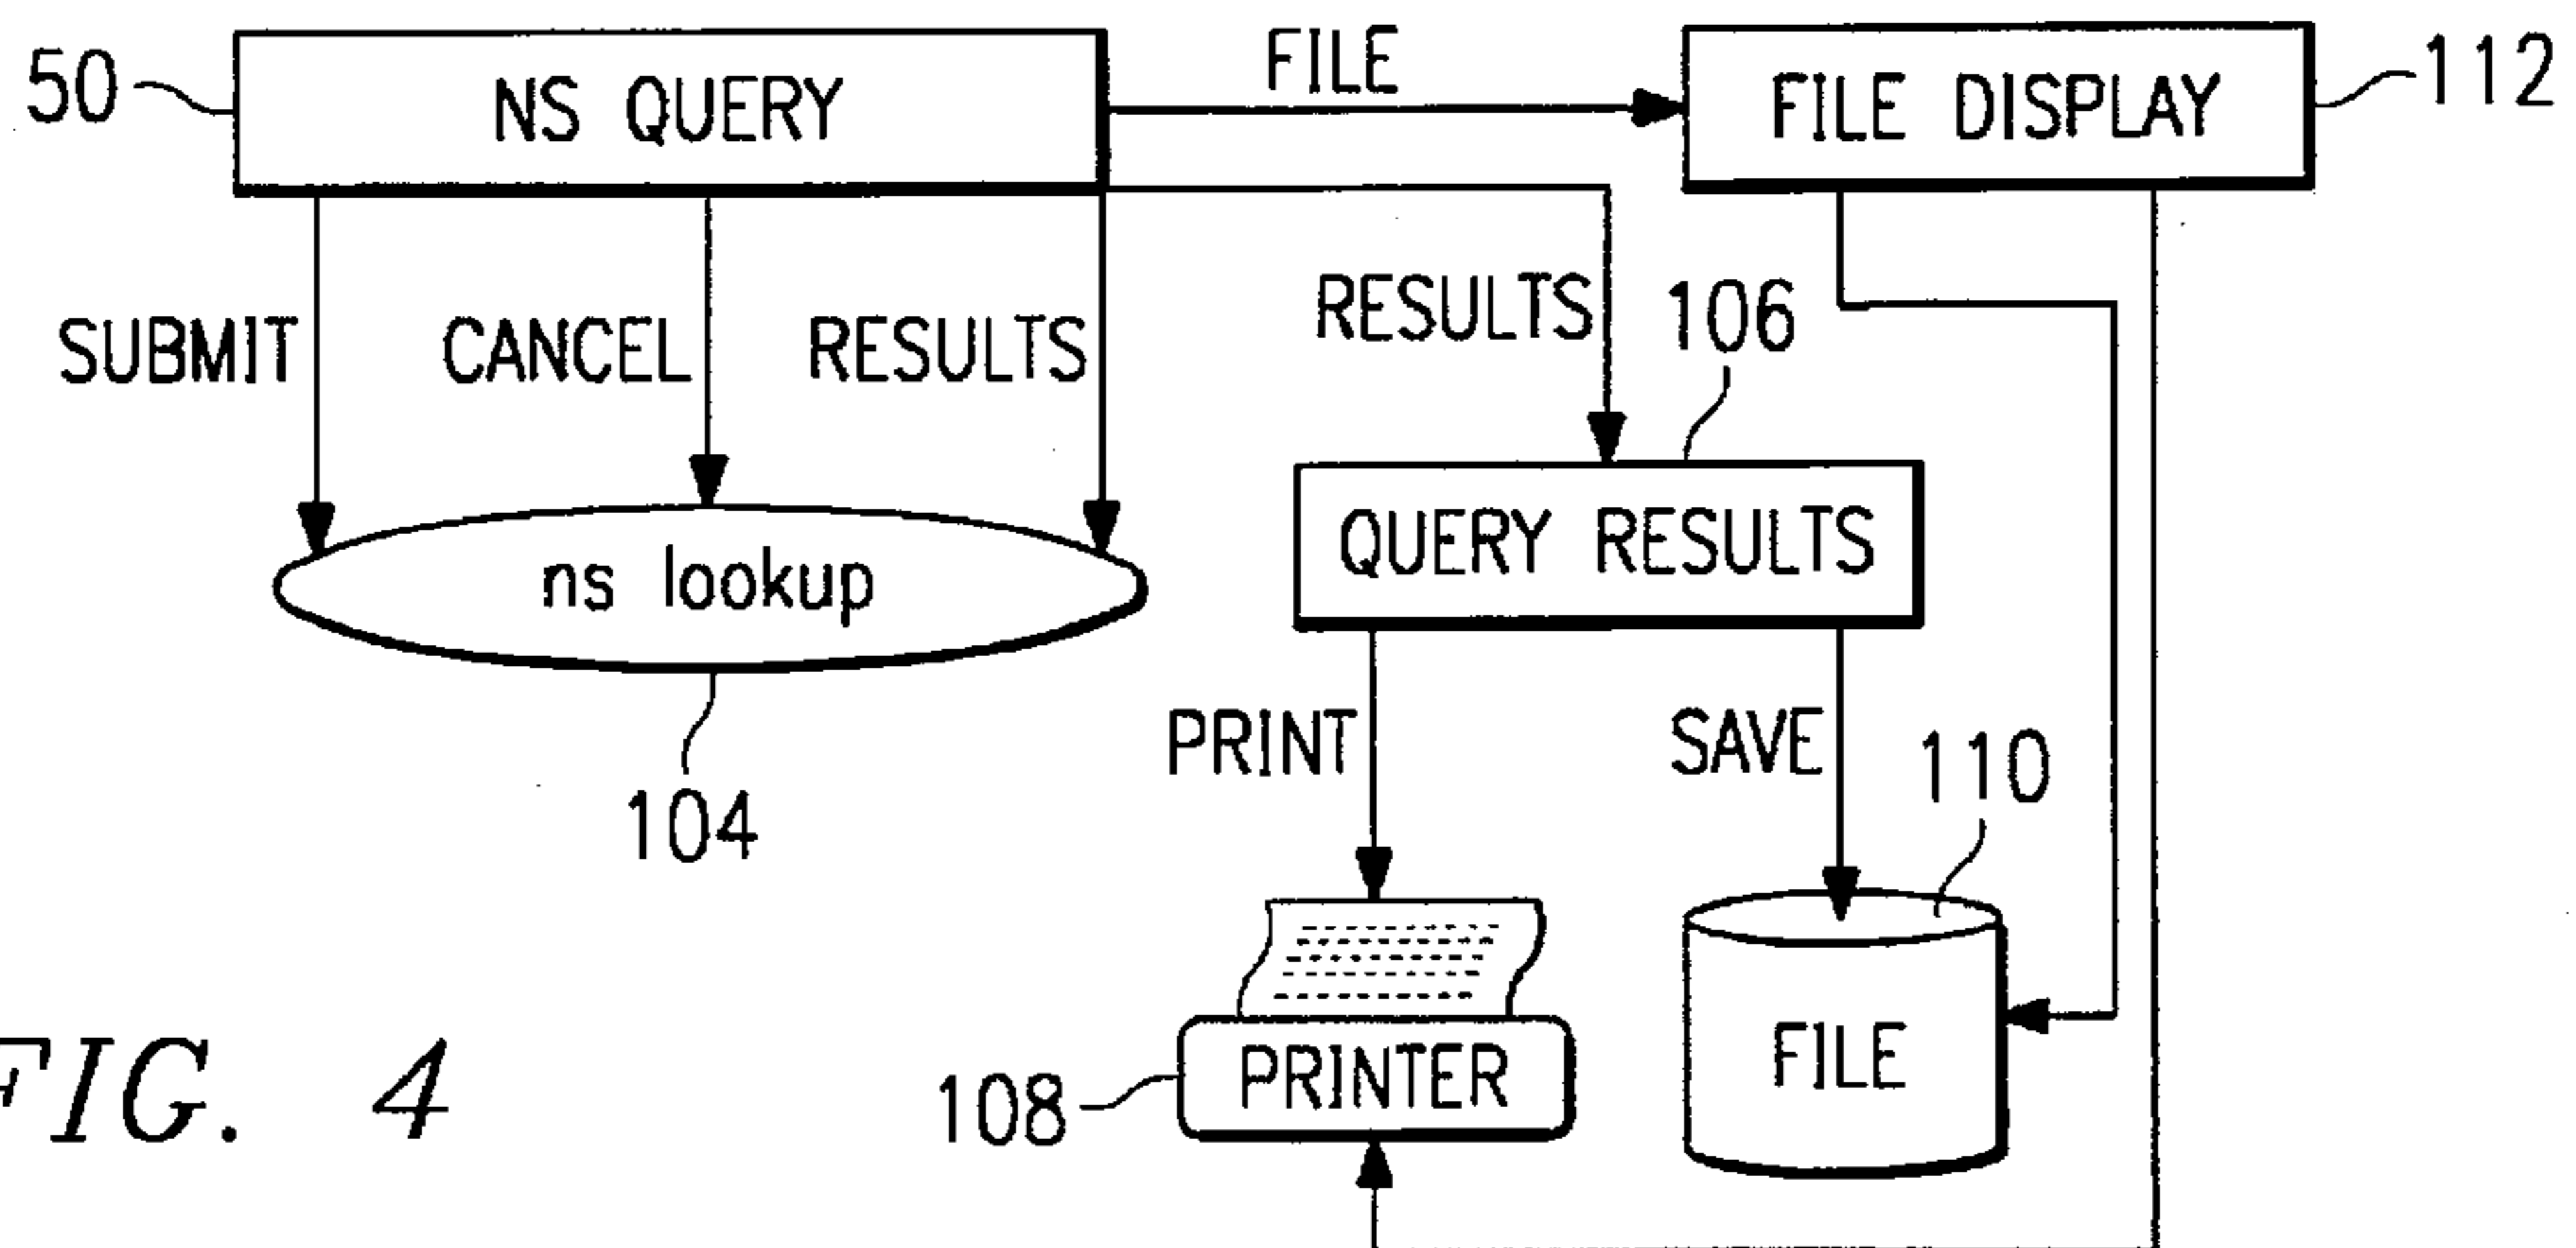 50
NS QUERY
FILE
FILE DISPLAY
112
SUBMIT
CANCEL
RESULTS
RESULTS
106
ns lookup
QUERY RESULTS
104
PRINT
SAVE
110
PRINTER
108
FILE
FIG. 4